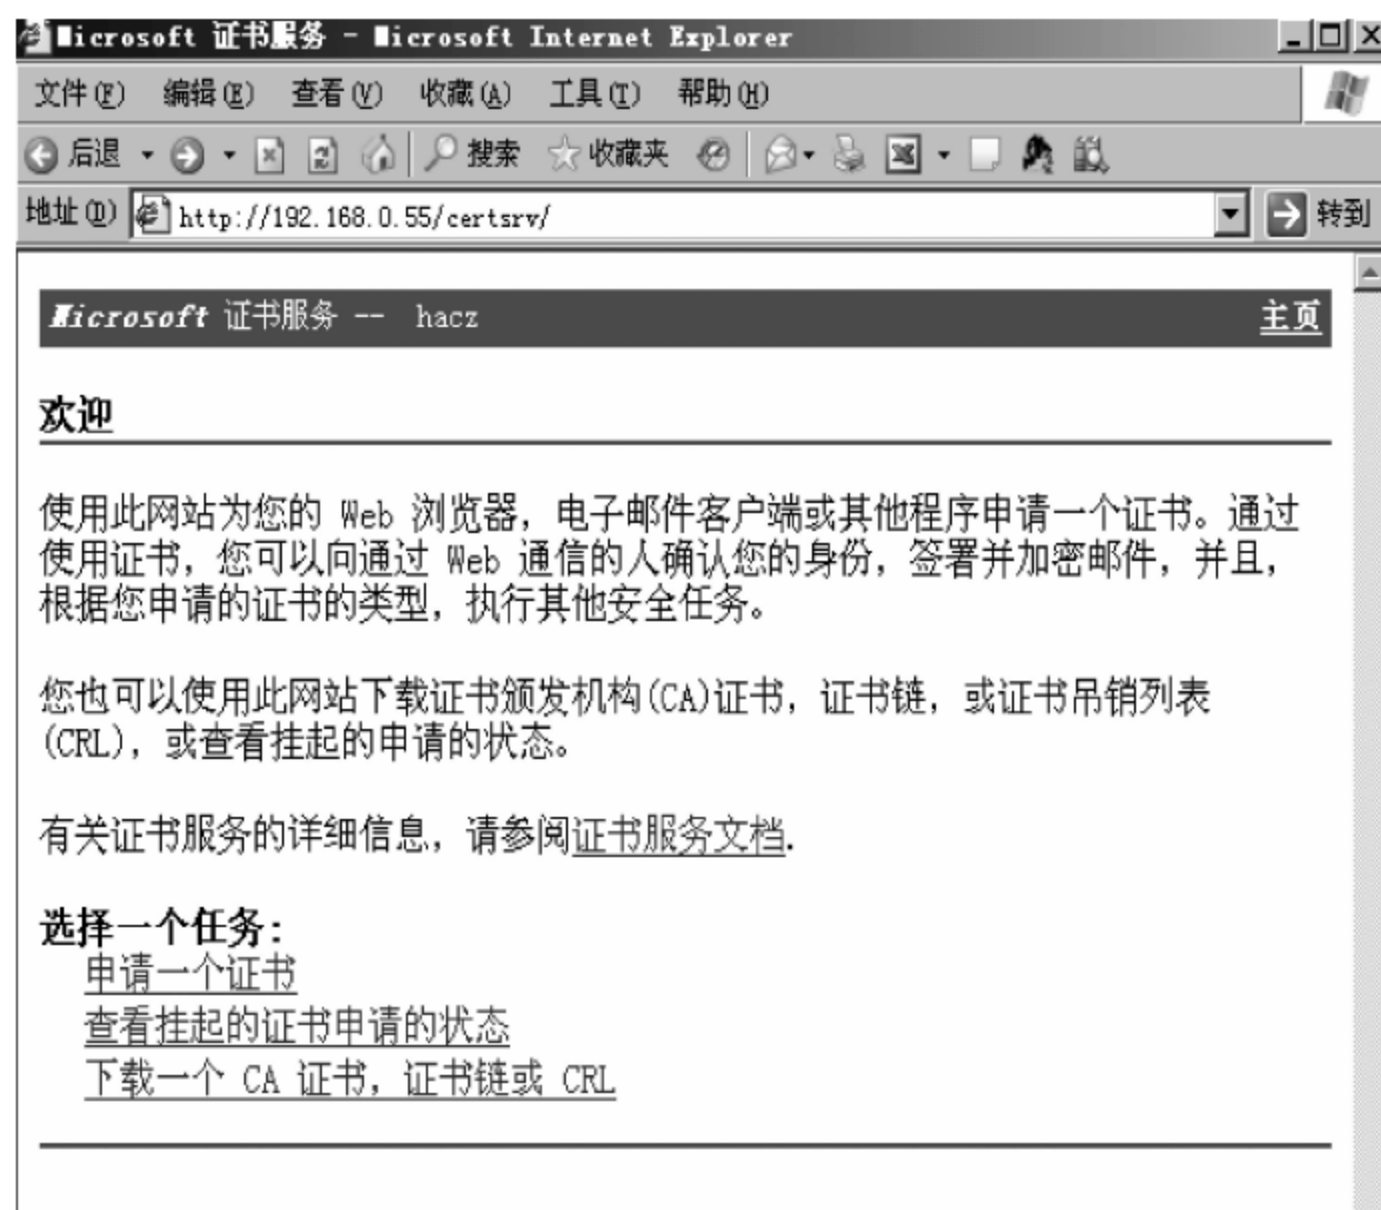 Microsoft 证书服务 - Microsoft Internet Explorer
文件(F) 编辑(E) 查看(V) 收藏(A) 工具(T) 帮助(H)
后退 搜索 收藏夹
地址(D) http://192.168.0.55/certsrv/ 转到
Microsoft 证书服务 -- hacz 主页
欢迎
使用此网站为您的 Web 浏览器，电子邮件客户端或其他程序申请一个证书。通过
使用证书，您可以向通过 Web 通信的人确认您的身份，签署并加密邮件，并且，
根据您申请的证书的类型，执行其他安全任务。
您也可以使用此网站下载证书颁发机构(CA)证书，证书链，或证书吊销列表
(CRL)，或查看挂起的申请的状态。
有关证书服务的详细信息，请参阅证书服务文档.
选择一个任务:
申请一个证书
查看挂起的证书申请的状态
下载一个 CA 证书，证书链或 CRL